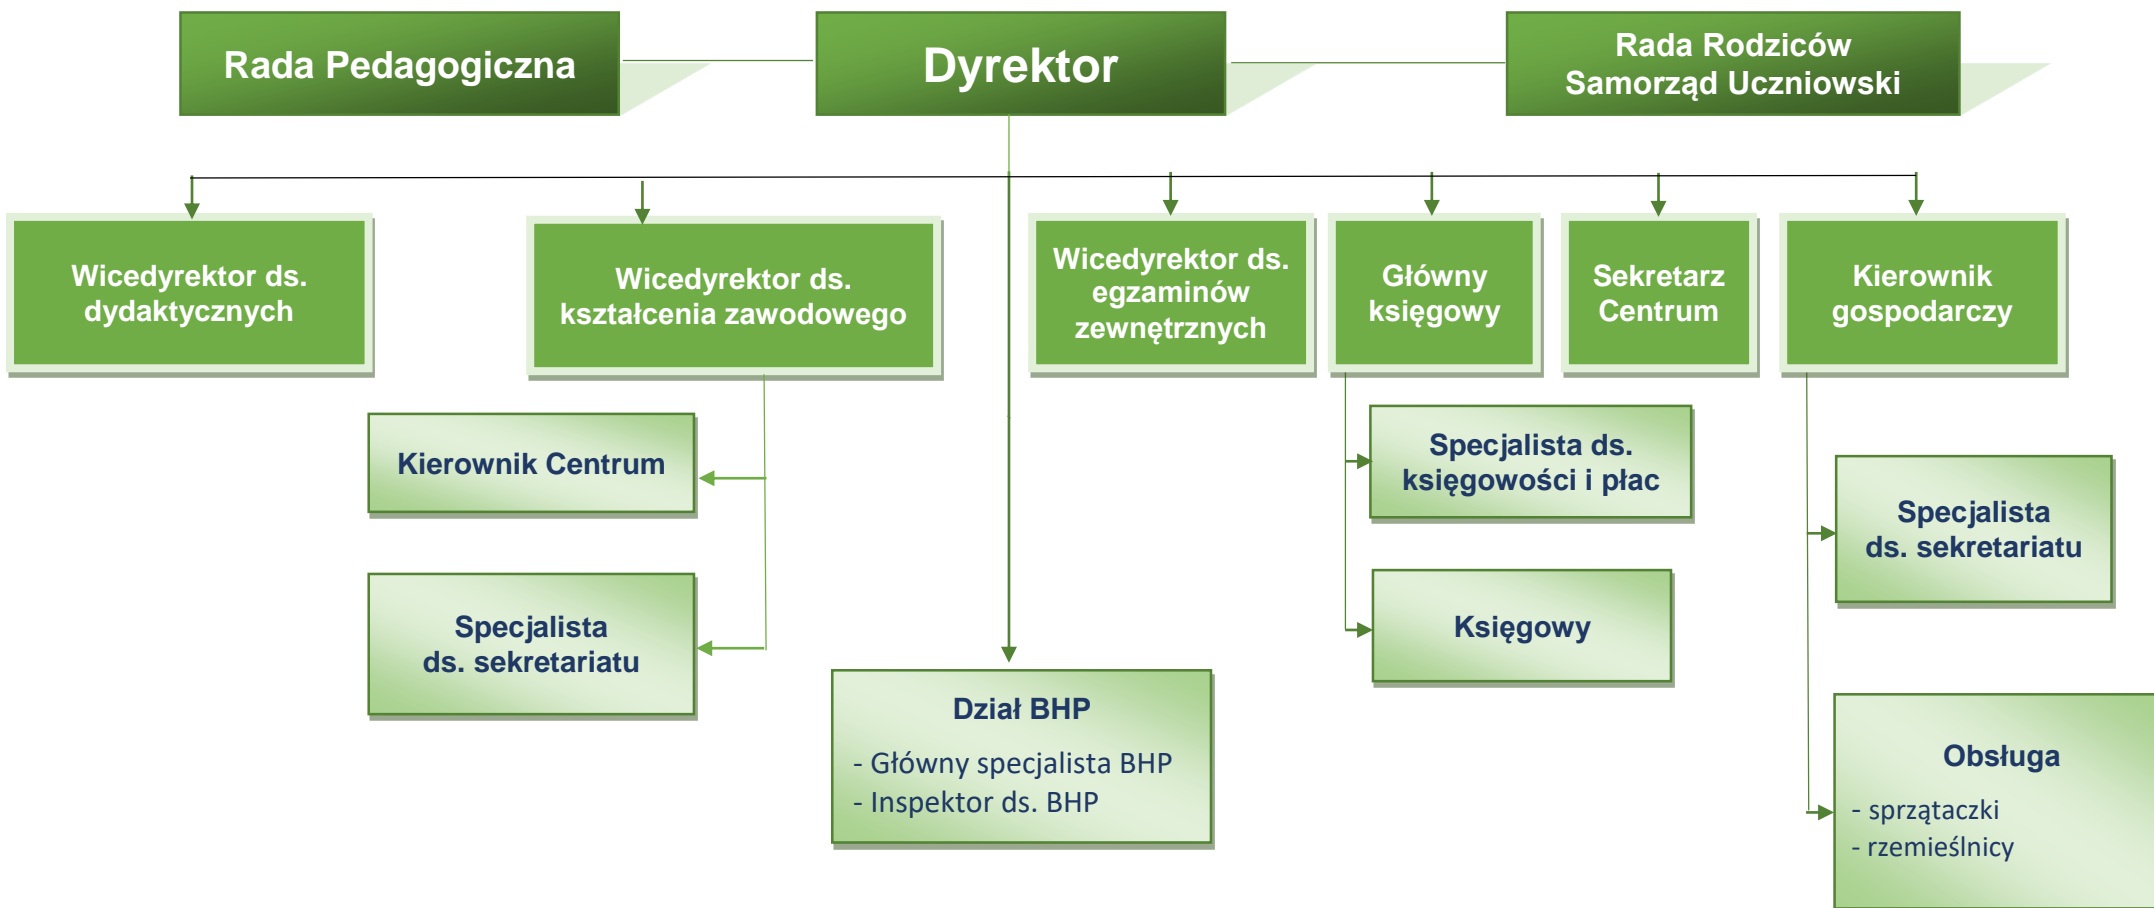 Rada Pedagogiczna
Dyrektor
Rada Rodziców
Samorząd Uczniowski
Wicedyrektor ds.
dydaktycznych
Wicedyrektor ds.
kształcenia zawodowego
Wicedyrektor ds.
egzaminów
zewnętrznych
Główny
księgowy
Sekretarz
Centrum
Kierownik
gospodarczy
Kierownik Centrum
Specjalista
ds. sekretariatu
Dział BHP
- Główny specjalista BHP
- Inspektor ds. BHP
Specjalista ds.
księgowości i płac
Księgowy
Specjalista
ds. sekretariatu
Obsługa
- sprzątaczki
- rzemieślnicy